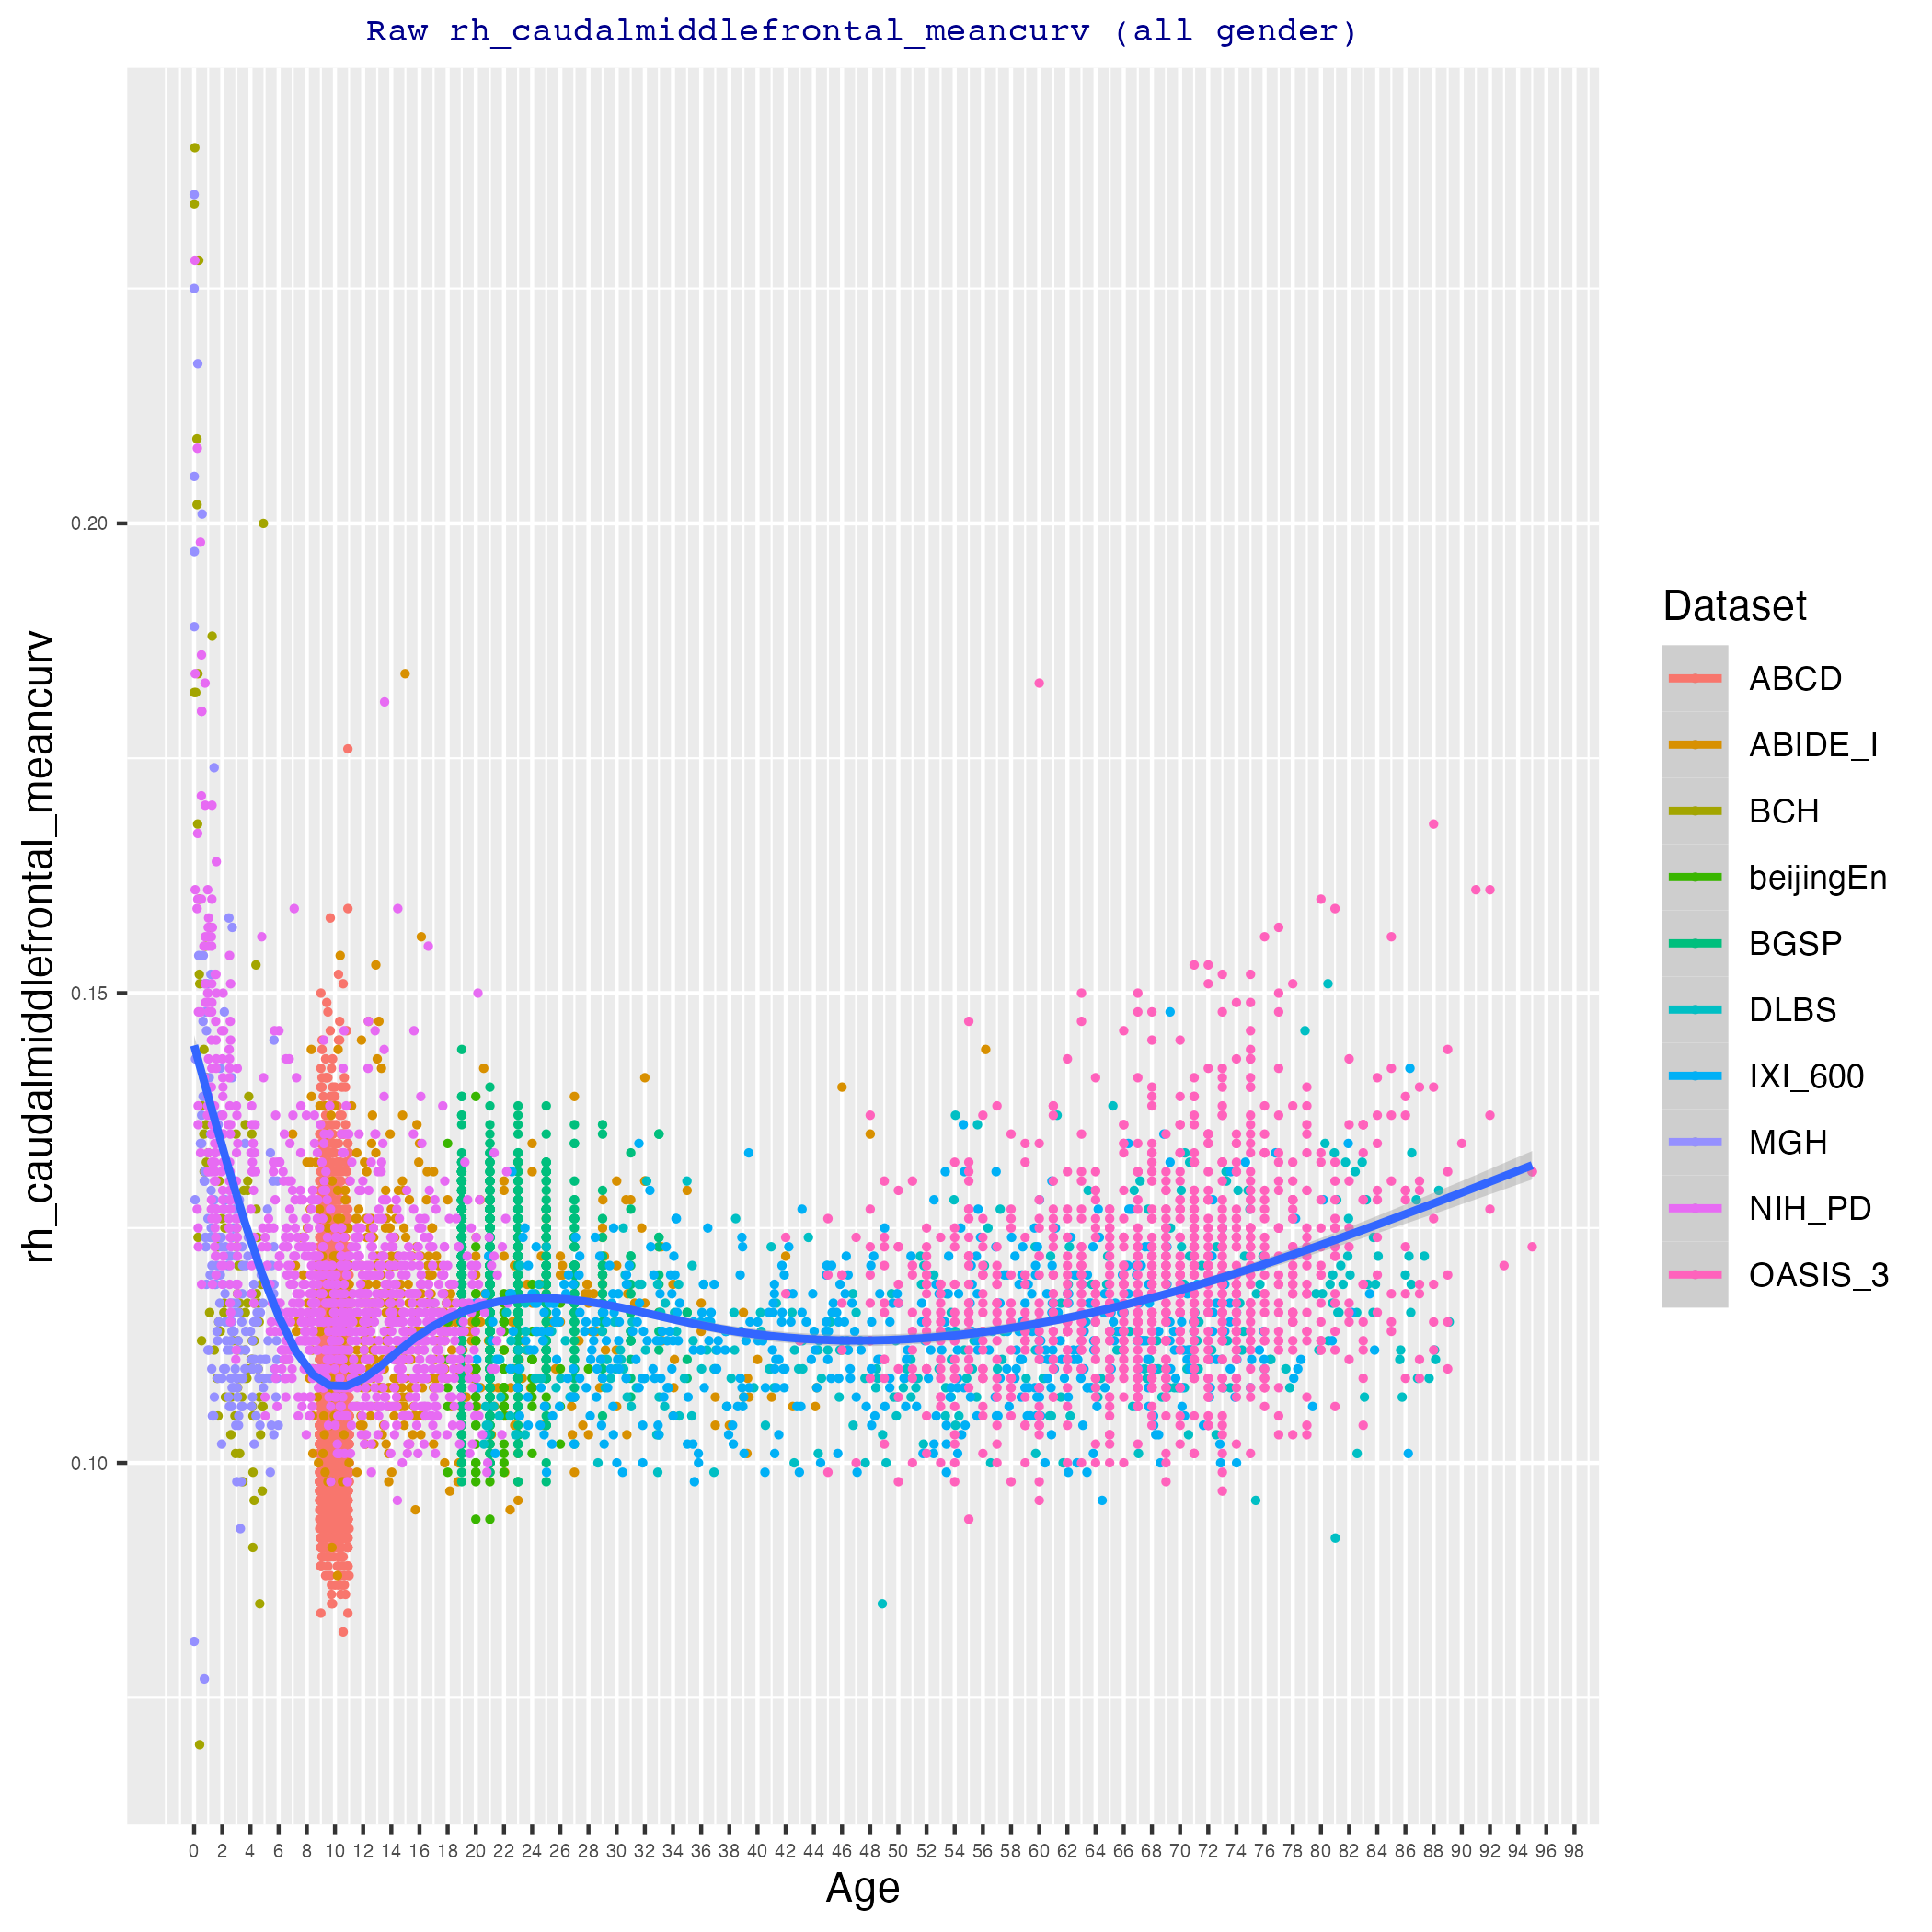 Raw rh_caudalmiddlefrontal_meancurv (all gender)
rh_caudalmiddlefrontal_meancurv
0.20
0.15
0.10
0 2 4 6 8 10 12 14 16 18 20 22 24 26 28 30 32 34 36 38 40 42 44 46 48 50 52 54 56 58 60 62 64 66 68 70 72 74 76 78 80 82 84 86 88 90 92 94 96 98
Age
Dataset
ABCD
ABIDE_I
BCH
beijingEn
BGSP
DLBS
IXI_600
MGH
NIH_PD
OASIS_3